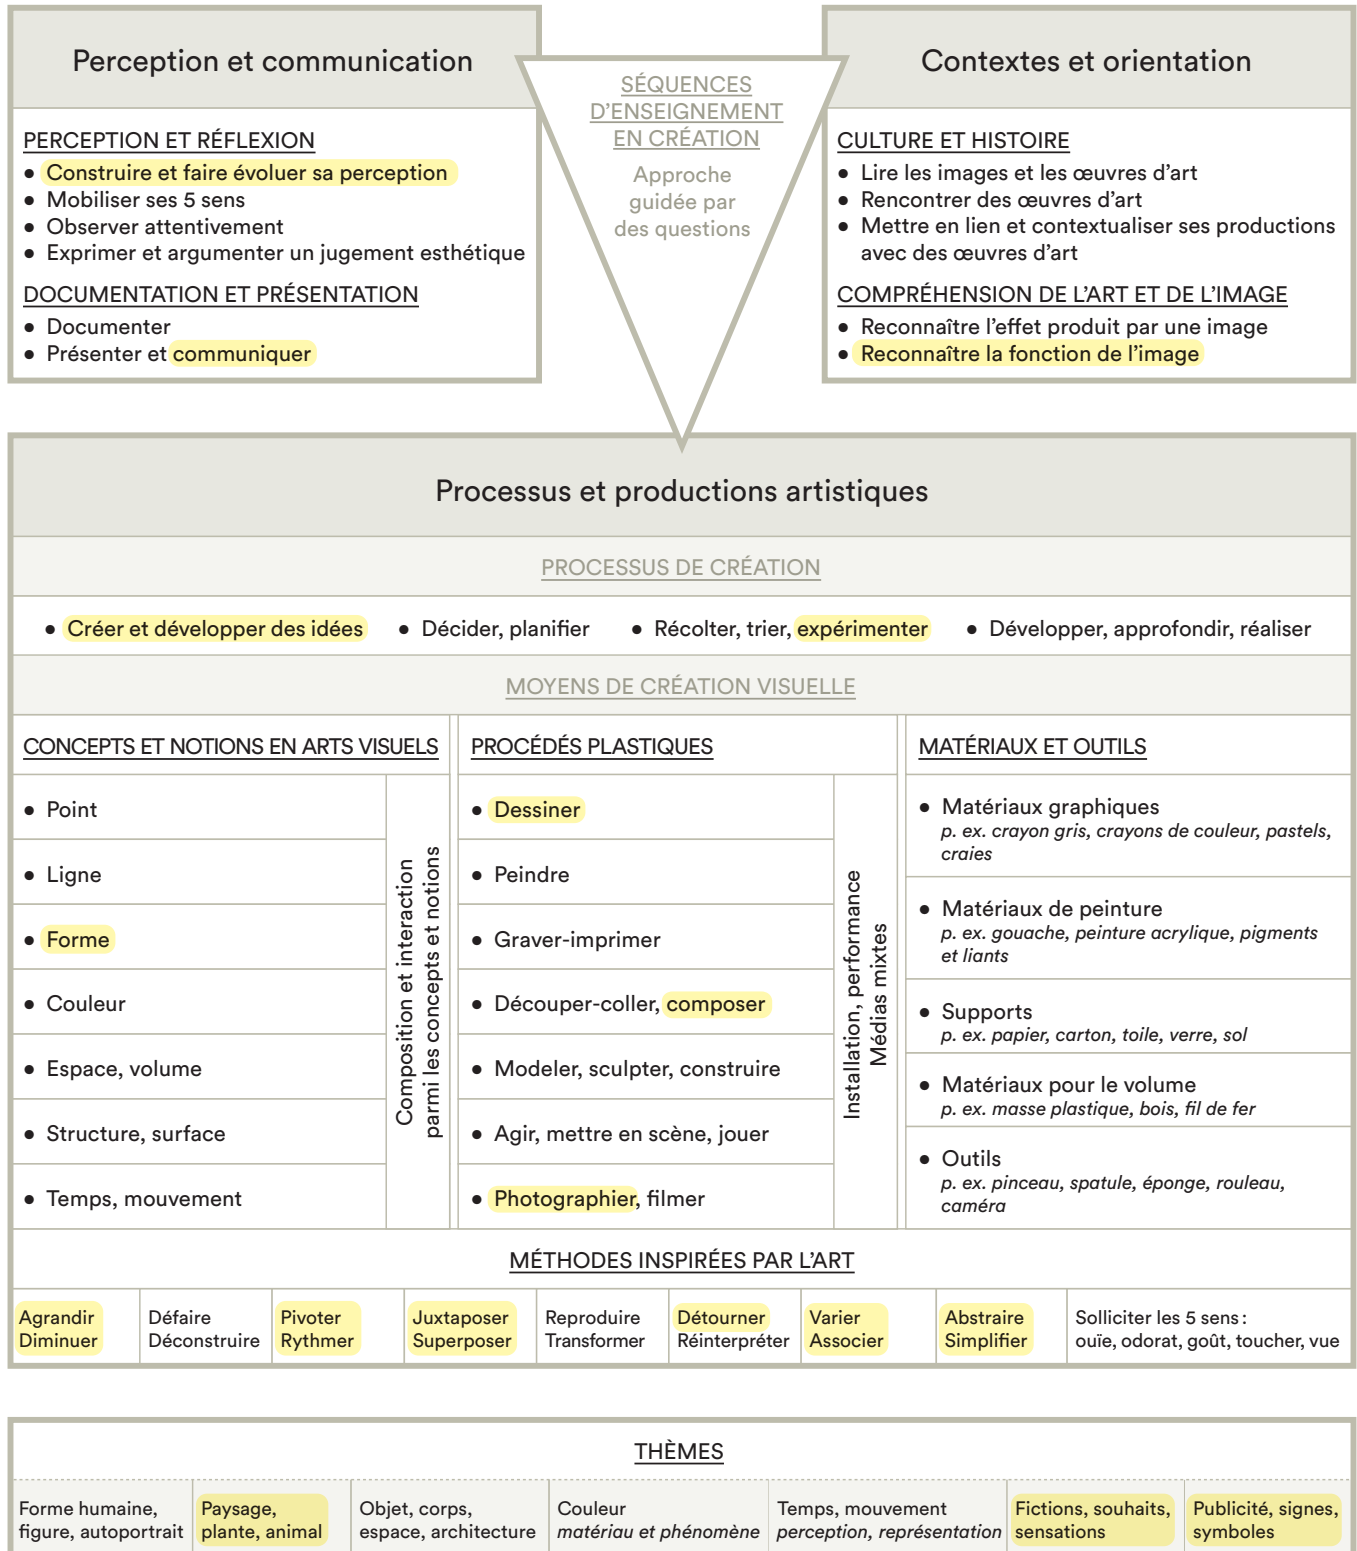 Perception et communication
PERCEPTION ET RÉFLEXION
● Construire et faire évoluer sa perception
● Mobiliser ses 5 sens
● Observer attentivement
● Exprimer et argumenter un jugement esthétique
DOCUMENTATION ET PRÉSENTATION
● Documenter
● Présenter et communiquer
SÉQUENCES
D'ENSEIGNEMENT
EN CRÉATION
Approche
guidée par
des questions
Contextes et orientation
CULTURE ET HISTOIRE
● Lire les images et les œuvres d'art
● Rencontrer des œuvres d'art
● Mettre en lien et contextualiser ses productions
avec des œuvres d'art
COMPRÉHENSION DE L'ART ET DE L'IMAGE
● Reconnaître l'effet produit par une image
● Reconnaître la fonction de l'image
Processus et productions artistiques
PROCESSUS DE CRÉATION
● Créer et développer des idées ● Décider, planifier ● Récolter, trier, expérimenter ● Développer, approfondir, réaliser
MOYENS DE CRÉATION VISUELLE
CONCEPTS ET NOTIONS EN ARTS VISUELS
● Point
● Ligne
● Forme
● Couleur
● Espace, volume
● Structure, surface
● Temps, mouvement
Composition et interaction
parmi les concepts et notions
PROCÉDÉS PLASTIQUES
● Dessiner
● Peindre
● Graver-imprimer
● Découper-coller, composer
● Modeler, sculpter, construire
● Agir, mettre en scène, jouer
● Photographier, filmer
Installation, performance
Médias mixtes
MATÉRIAUX ET OUTILS
● Matériaux graphiques
p. ex. crayon gris, crayons de couleur, pastels,
craies
● Matériaux de peinture
p. ex. gouache, peinture acrylique, pigments
et liants
● Supports
p. ex. papier, carton, toile, verre, sol
● Matériaux pour le volume
p. ex. masse plastique, bois, fil de fer
● Outils
p. ex. pinceau, spatule, éponge, rouleau,
caméra
MÉTHODES INSPIRÉES PAR L'ART
Agrandir
Diminuer
Défaire
Déconstruire
Pivoter
Rythmer
Juxtaposer
Superposer
Reproduire
Transformer
Détourner
Réinterpréter
Varier
Associer
Abstraire
Simplifier
Solliciter les 5 sens :
ouïe, odorat, goût, toucher, vue
THÈMES
Forme humaine,
figure, autoportrait
Paysage,
plante, animal
Objet, corps,
espace, architecture
Couleur
matériau et phénomène
Temps, mouvement
perception, représentation
Fictions, souhaits,
sensations
Publicité, signes,
symboles